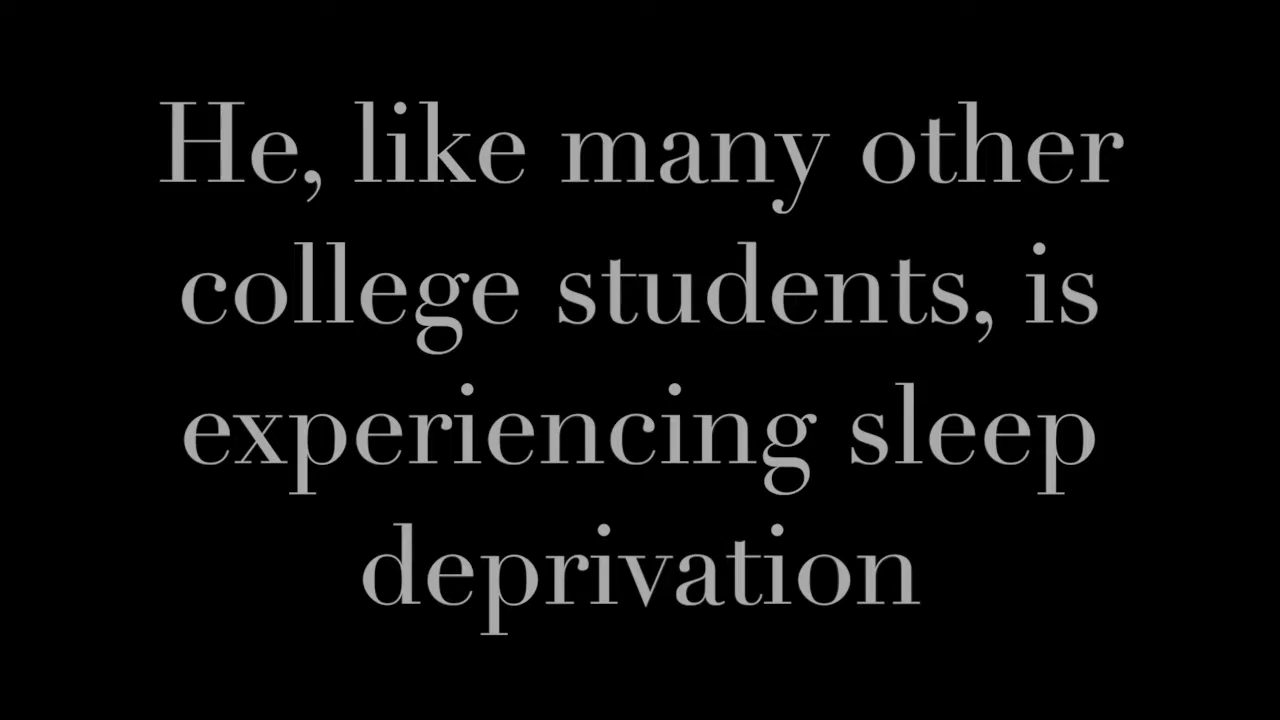 He, like many other
college students, is
experiencing sleep
deprivation